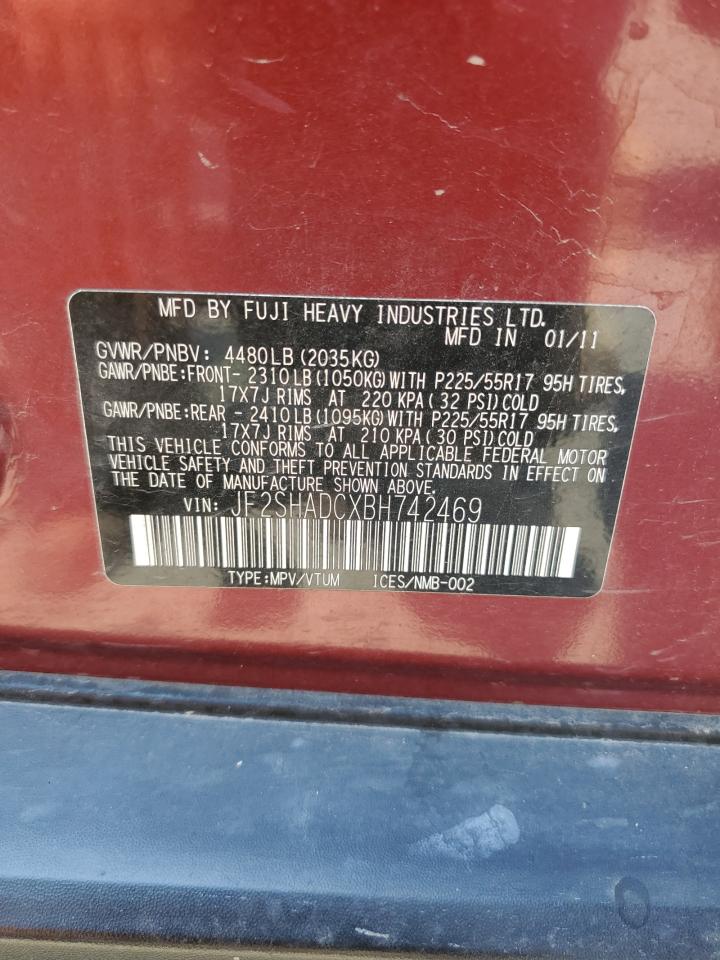 MFD BY FUJI HEAVY INDUSTRIES LTD.
MFD IN 01/11
GVWR/PNBV: 4480LB(2035KG)
GAWR/PNBE:FRONT- 2310LB(1050KG)WITH P225/55R17 95H TIRES,
17X7J RIMS AT 220 KPA(32 PSI)COLD
GAWR/PNBE:REAR - 2410LB(1095KG)WITH P225/55R17 95H TIRES,
17X7J RIMS AT 210 KPA(30 PSI)COLD
THIS VEHICLE CONFORMS TO ALL APPLICABLE FEDERAL MOTOR
VEHICLE SAFETY AND THEFT PREVENTION STANDARDS IN EFFECT ON
THE DATE OF MANUFACTURE SHOWN ABOVE.
VIN: JF2SHADCXBH742469
TYPE:MPV/VTUM ICES/NMB-002